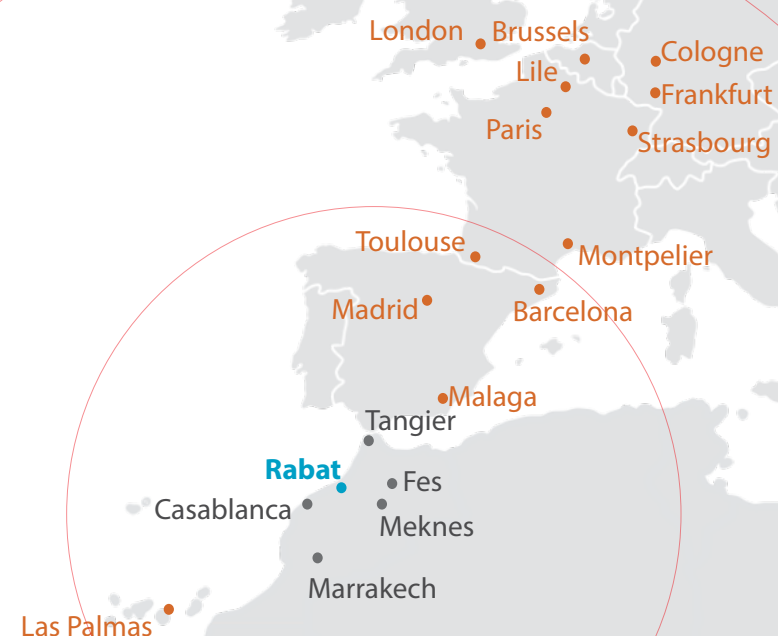 London
Brussels
Cologne
Lile
Frankfurt
Paris
Strasbourg
Toulouse
Montpelier
Madrid
Barcelona
Malaga
Tangier
Rabat
Fes
Casablanca
Meknes
Marrakech
Las Palmas